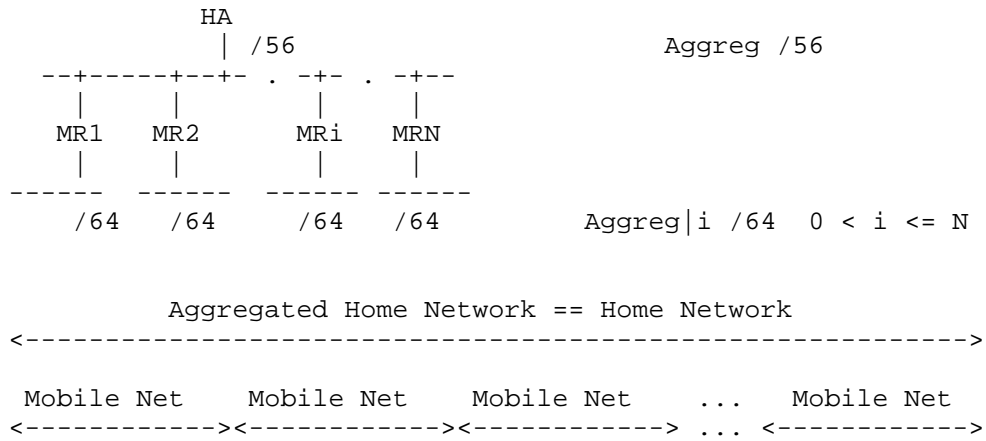 HA
| /56 Aggreg /56
--+-----+--+- . -+- . -+--
| | | |
MR1 MR2 MRi MRN
| | | |
------ ------ ------ ------
/64 /64 /64 /64 Aggreg|i /64 0 < i <= N
Aggregated Home Network == Home Network
<----------------------------------------------------------->
Mobile Net Mobile Net Mobile Net ... Mobile Net
<------------><------------><------------> ... <------------>